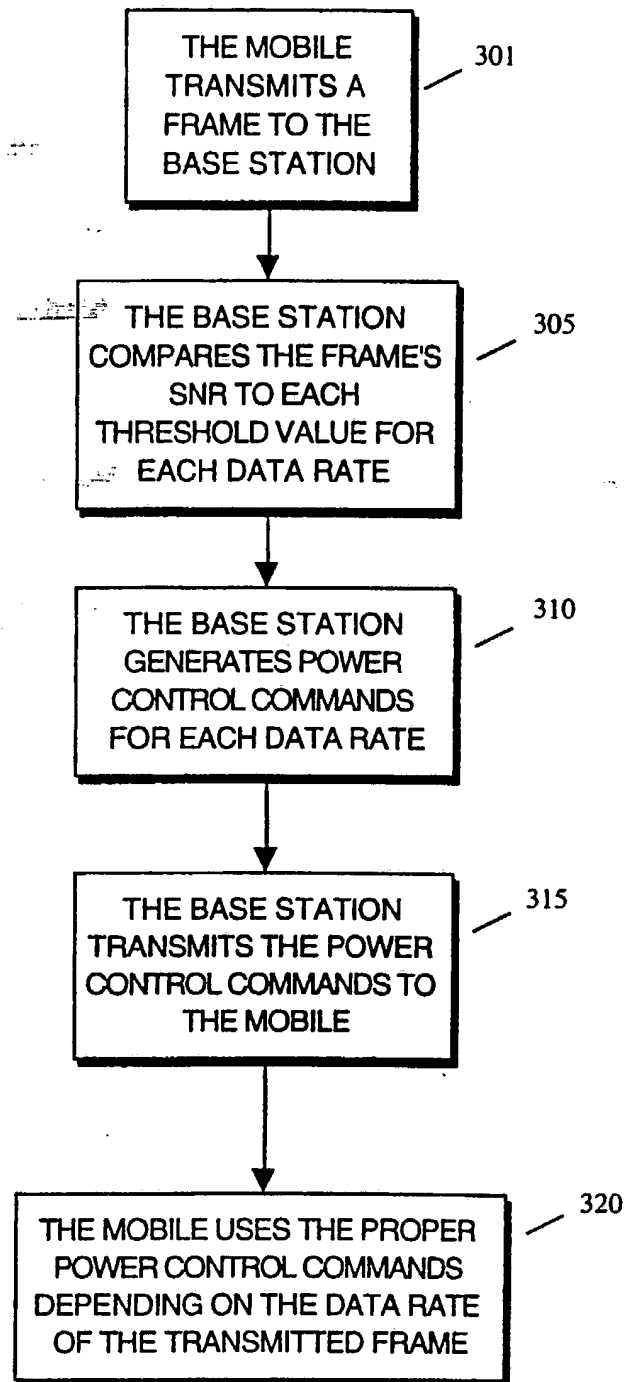 THE MOBILE
TRANSMITS A
FRAME TO THE
BASE STATION
301
THE BASE STATION
COMPARES THE FRAME'S
SNR TO EACH
THRESHOLD VALUE FOR
EACH DATA RATE
305
THE BASE STATION
GENERATES POWER
CONTROL COMMANDS
FOR EACH DATA RATE
310
THE BASE STATION
TRANSMITS THE POWER
CONTROL COMMANDS TO
THE MOBILE
315
THE MOBILE USES THE PROPER
POWER CONTROL COMMANDS
DEPENDING ON THE DATA RATE
OF THE TRANSMITTED FRAME
320